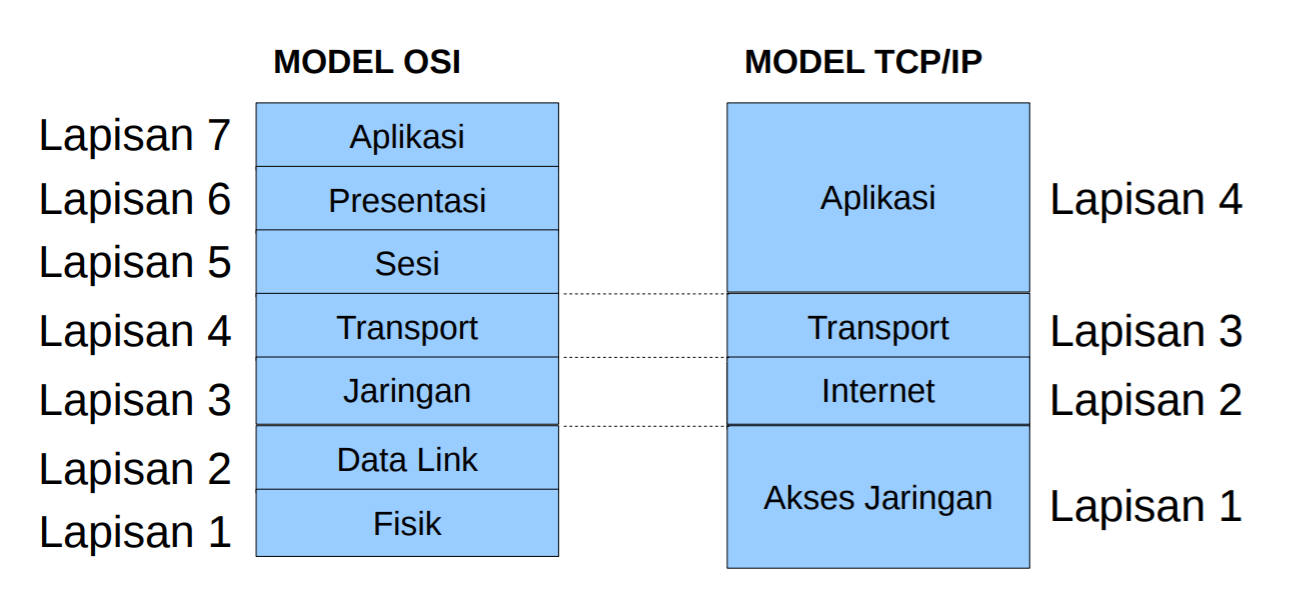 MODEL OSI
MODEL TCP/IP
Lapisan 7
Aplikasi
Lapisan 6
Presentasi
Lapisan 5
Sesi
Lapisan 4
Transport
Lapisan 3
Jaringan
Lapisan 2
Data Link
Lapisan 1
Fisik
Aplikasi
Lapisan 4
Transport
Lapisan 3
Internet
Lapisan 2
Akses Jaringan
Lapisan 1